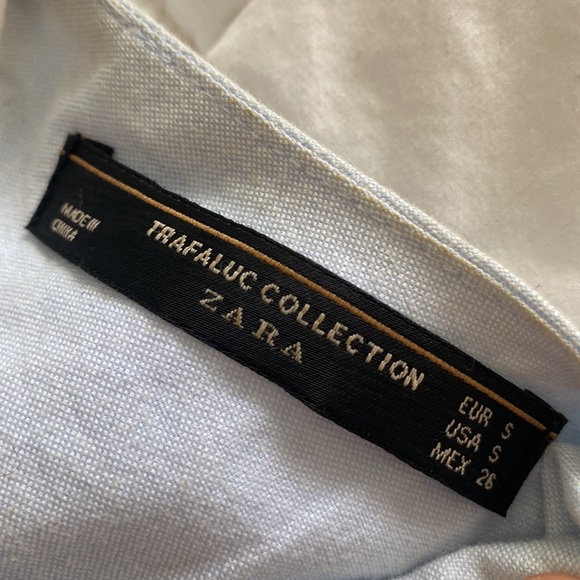 MADE IN
CHINA
TRAFALUC COLLECTION
ZARA
EUR S
USA S
MEX 26